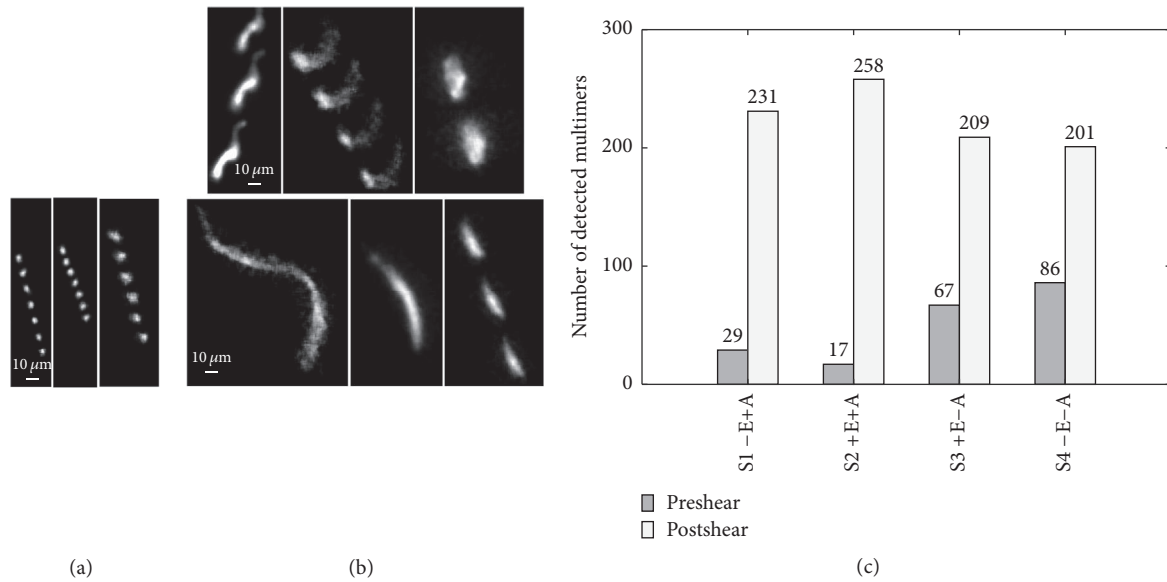 10 μm
10 μm
10 μm
(a)
(b)
300
200
100
0
Number of detected multimers
231
258
209
201
29
17
67
86
S1 − E+A
S2 +E+A
S3 +E−A
S4 − E−A
Preshear
Postshear
(c)